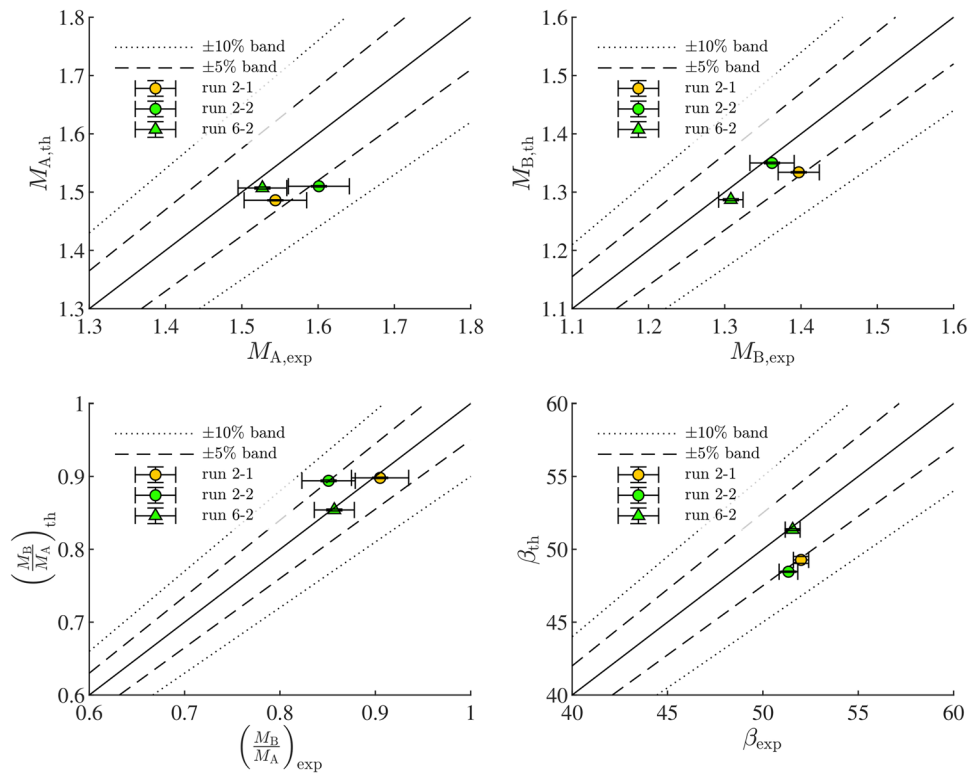 1.8
1.7
1.6
1.5
1.4
1.3
1.3 1.4 1.5 1.6 1.7 1.8
M_A,th
M_A,exp
±10% band
±5% band
run 2-1
run 2-2
run 6-2
1.6
1.5
1.4
1.3
1.2
1.1
1.1 1.2 1.3 1.4 1.5 1.6
M_B,th
M_B,exp
±10% band
±5% band
run 2-1
run 2-2
run 6-2
1
0.9
0.8
0.7
0.6
0.6 0.7 0.8 0.9 1
(M_B/M_A)_th
(M_B/M_A)_exp
±10% band
±5% band
run 2-1
run 2-2
run 6-2
60
55
50
45
40
40 45 50 55 60
β_th
β_exp
±10% band
±5% band
run 2-1
run 2-2
run 6-2